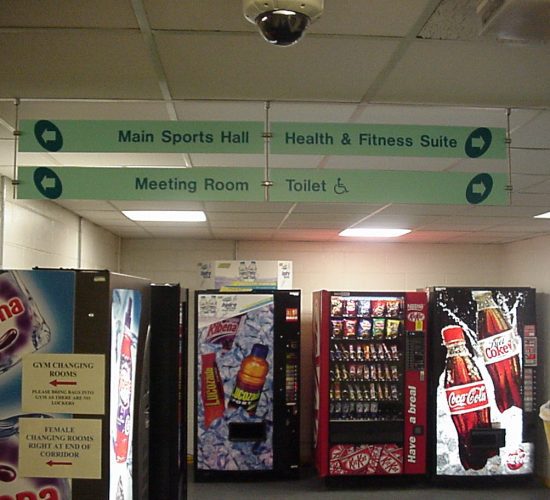 Main Sports Hall
Health & Fitness Suite
Meeting Room
Toilet
GYM CHANGING
ROOMS
PLEASE BRING BAGS INTO
GYM AS THERE ARE NO
LOCKERS
FEMALE
CHANGING ROOMS
RIGHT AT END OF
CORRIDOR
Ribena
Lucozade
LUCOZADE
SPORT
Have a break
KitKat
Coca-Cola
Diet
Coke